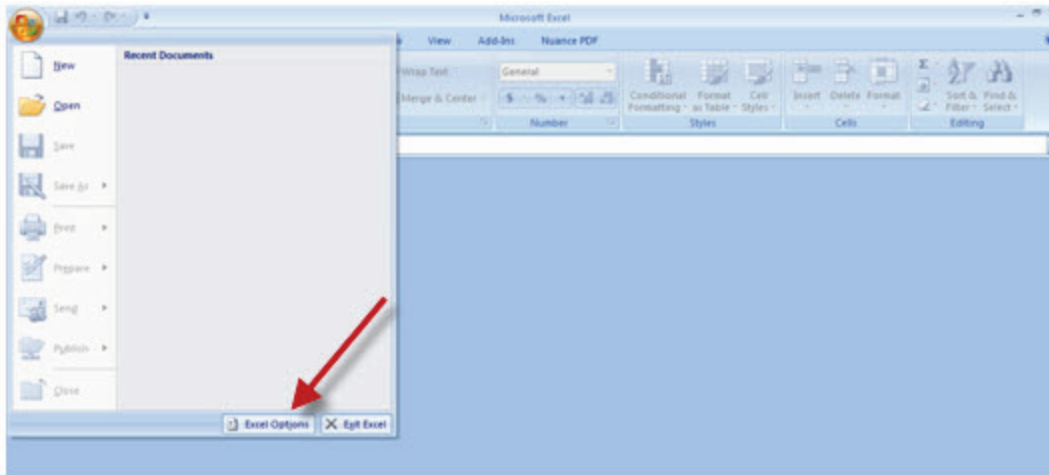 Microsoft Excel
View Add-Ins Nuance PDF
New
Open
Save
Save As
Print
Prepare
Send
Publish
Close
Recent Documents
Excel Options
Exit Excel
Wrap Text
Merge & Center
General
$ %
Number
Conditional Formatting
Format as Table
Cell Styles
Styles
Insert Delete Format
Cells
Σ
Sort & Filter
Find & Select
Editing